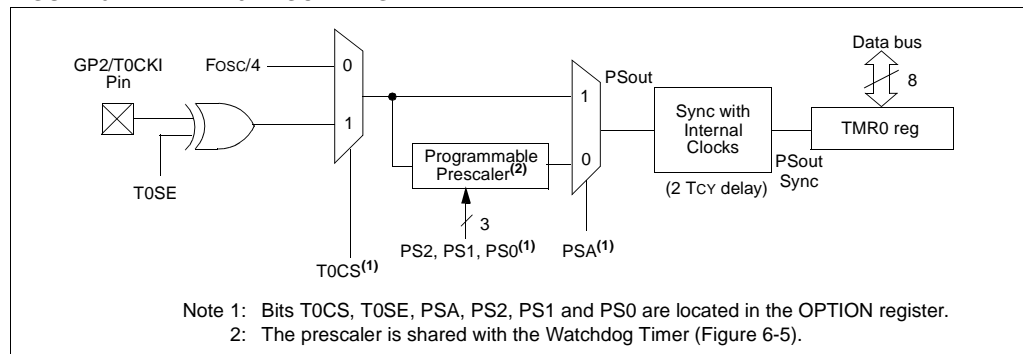 GP2/T0CKI
Pin
FOSC/4
T0SE
0
1
T0CS(1)
Programmable
Prescaler(2)
3
PS2, PS1, PS0(1)
1
0
PSA(1)
PSout
Sync with
Internal
Clocks
(2 TCY delay)
PSout
Sync
Data bus
8
TMR0 reg
Note 1: Bits T0CS, T0SE, PSA, PS2, PS1 and PS0 are located in the OPTION register.
2: The prescaler is shared with the Watchdog Timer (Figure 6-5).